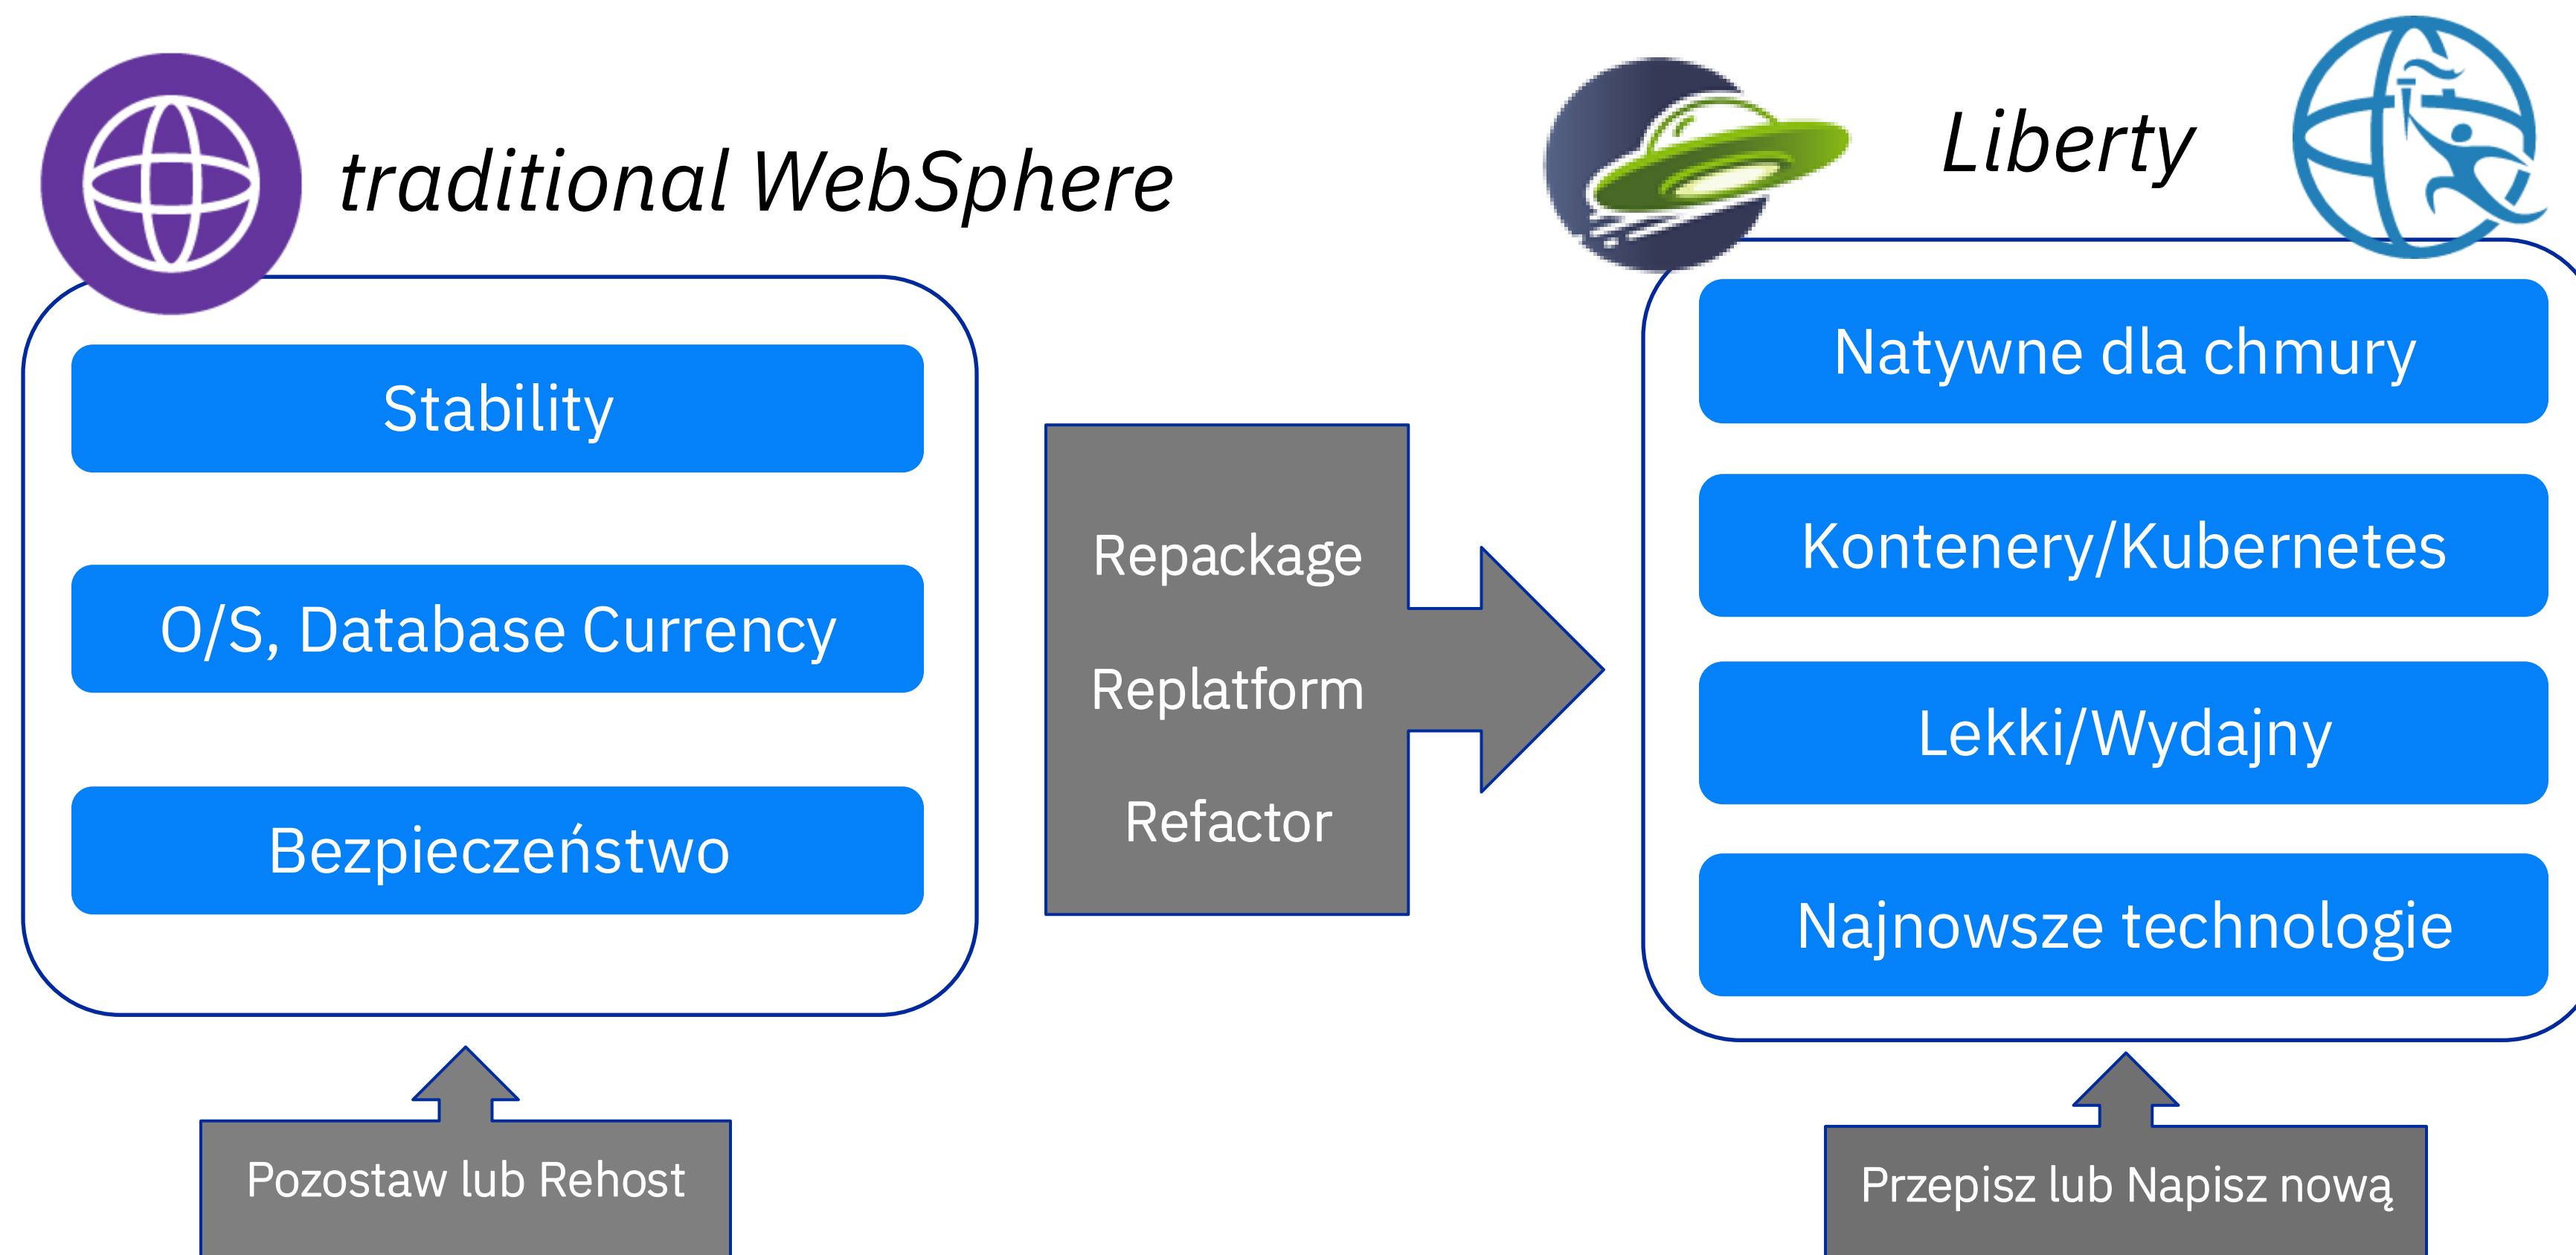 traditional WebSphere
Stability
O/S, Database Currency
Bezpieczeństwo
Pozostaw lub Rehost
Repackage
Replatform
Refactor
Liberty
Natywne dla chmury
Kontenery/Kubernetes
Lekki/Wydajny
Najnowsze technologie
Przepisz lub Napisz nową